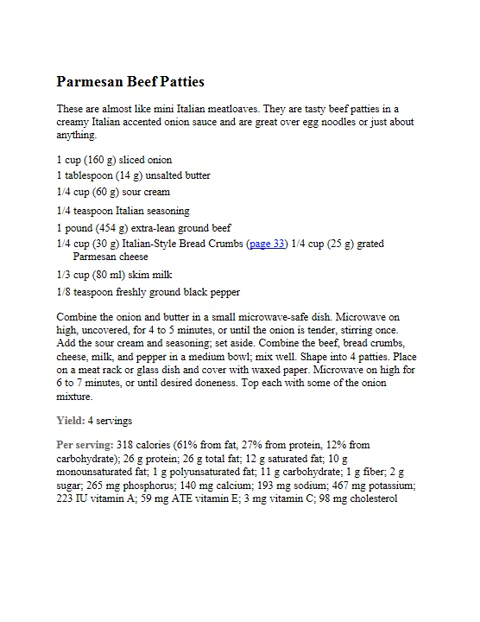 Parmesan Beef Patties
These are almost like mini Italian meatloaves. They are tasty beef patties in a
creamy Italian accented onion sauce and are great over egg noodles or just about
anything.
1 cup (160 g) sliced onion
1 tablespoon (14 g) unsalted butter
1/4 cup (60 g) sour cream
1/4 teaspoon Italian seasoning
1 pound (454 g) extra-lean ground beef
1/4 cup (30 g) Italian-Style Bread Crumbs (page 33) 1/4 cup (25 g) grated
Parmesan cheese
1/3 cup (80 ml) skim milk
1/8 teaspoon freshly ground black pepper
Combine the onion and butter in a small microwave-safe dish. Microwave on
high, uncovered, for 4 to 5 minutes, or until the onion is tender, stirring once.
Add the sour cream and seasoning; set aside. Combine the beef, bread crumbs,
cheese, milk, and pepper in a medium bowl; mix well. Shape into 4 patties. Place
on a meat rack or glass dish and cover with waxed paper. Microwave on high for
6 to 7 minutes, or until desired doneness. Top each with some of the onion
mixture.
Yield: 4 servings
Per serving: 318 calories (61% from fat, 27% from protein, 12% from
carbohydrate); 26 g protein; 26 g total fat; 12 g saturated fat; 10 g
monounsaturated fat; 1 g polyunsaturated fat; 11 g carbohydrate; 1 g fiber; 2 g
sugar; 265 mg phosphorus; 140 mg calcium; 193 mg sodium; 467 mg potassium;
223 IU vitamin A; 59 mg ATE vitamin E; 3 mg vitamin C; 98 mg cholesterol